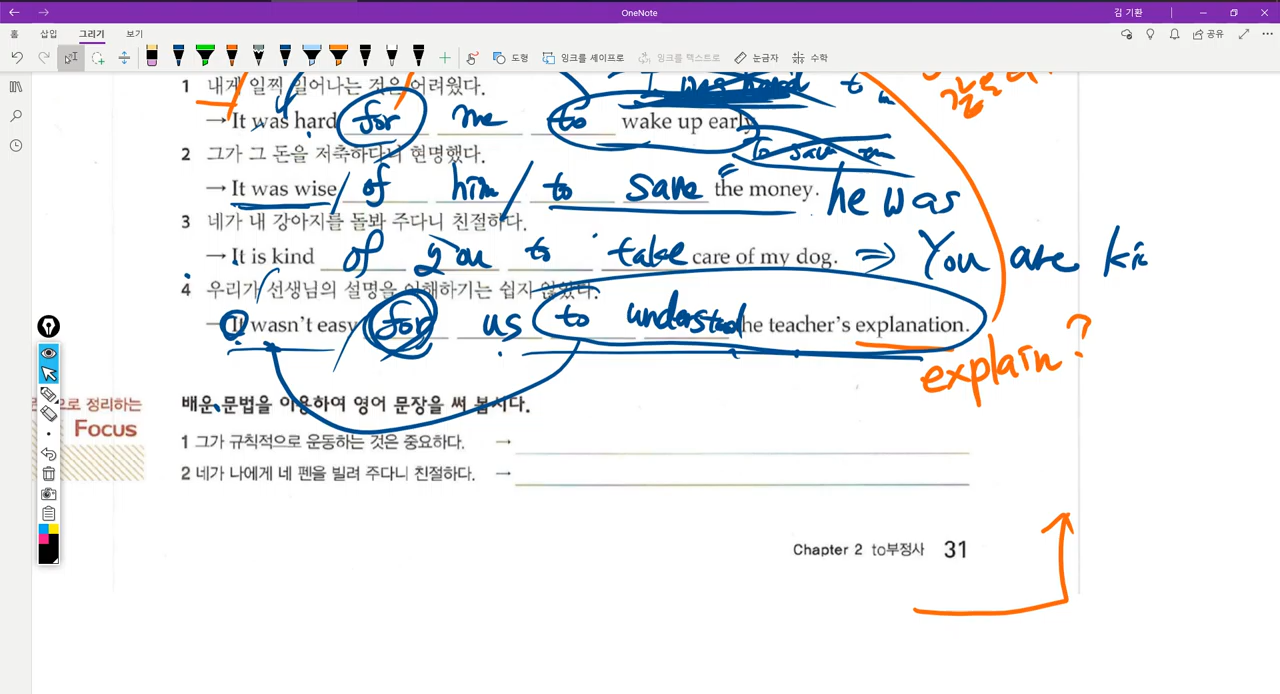 OneNote
김 기환
홈 삽입 그리기 보기
도형 잉크를 셰이프로 잉크를 텍스트로 눈금자 수학 공유
1 내게 일찍 일어나는 것은 어려웠다.
→ It was hard for me to wake up early
2 그가 그 돈을 저축하다니 현명했다.
→ It was wise of him to save the money. he was
3 네가 내 강아지를 돌봐 주다니 친절하다.
→ It is kind of you to take care of my dog. ⇒ You are ki
4 우리가 선생님의 설명을 이해하기는 쉽지 않았다.
→ It wasn't easy for us to understand the teacher's explanation.
explain?
으로 정리하는
Focus
배운 문법을 이용하여 영어 문장을 써 봅시다.
1 그가 규칙적으로 운동하는 것은 중요하다. →
2 네가 나에게 네 펜을 빌려 주다니 친절하다. →
Chapter 2 to부정사 31